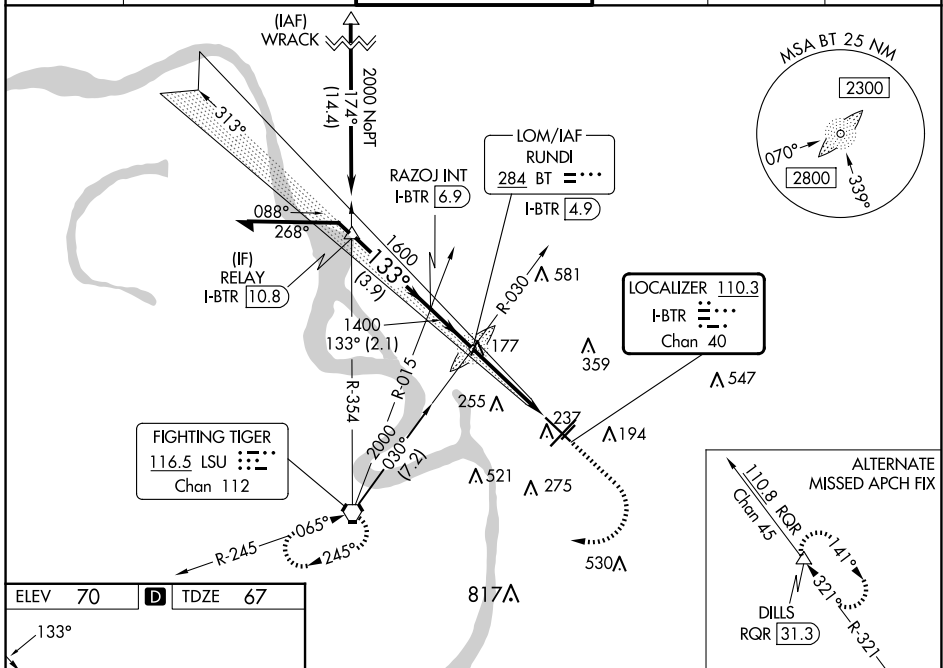 (IAF)
WRACK
2000 NoPT
174°
(14.4)
MSA BT 25 NM
2300
070°
2800
339°
313°
LOM/IAF
RUNDI
284 BT
I-BTR 4.9
RAZOJ INT
I-BTR 6.9
088°
268°
(IF)
RELAY
I-BTR 10.8
1600
133°
(3.9)
1400
133° (2.1)
R-030
581
177
LOCALIZER 110.3
I-BTR
Chan 40
359
547
R-354
R-015
255
237
194
FIGHTING TIGER
116.5 LSU
Chan 112
2000
030°
(7.2)
521
275
R-245
065°
245°
530
817
ALTERNATE
MISSED APCH FIX
110.8 RQR
Chan 45
141°
321°
R-321
DILLS
RQR 31.3
ELEV 70 D TDZE 67
133°